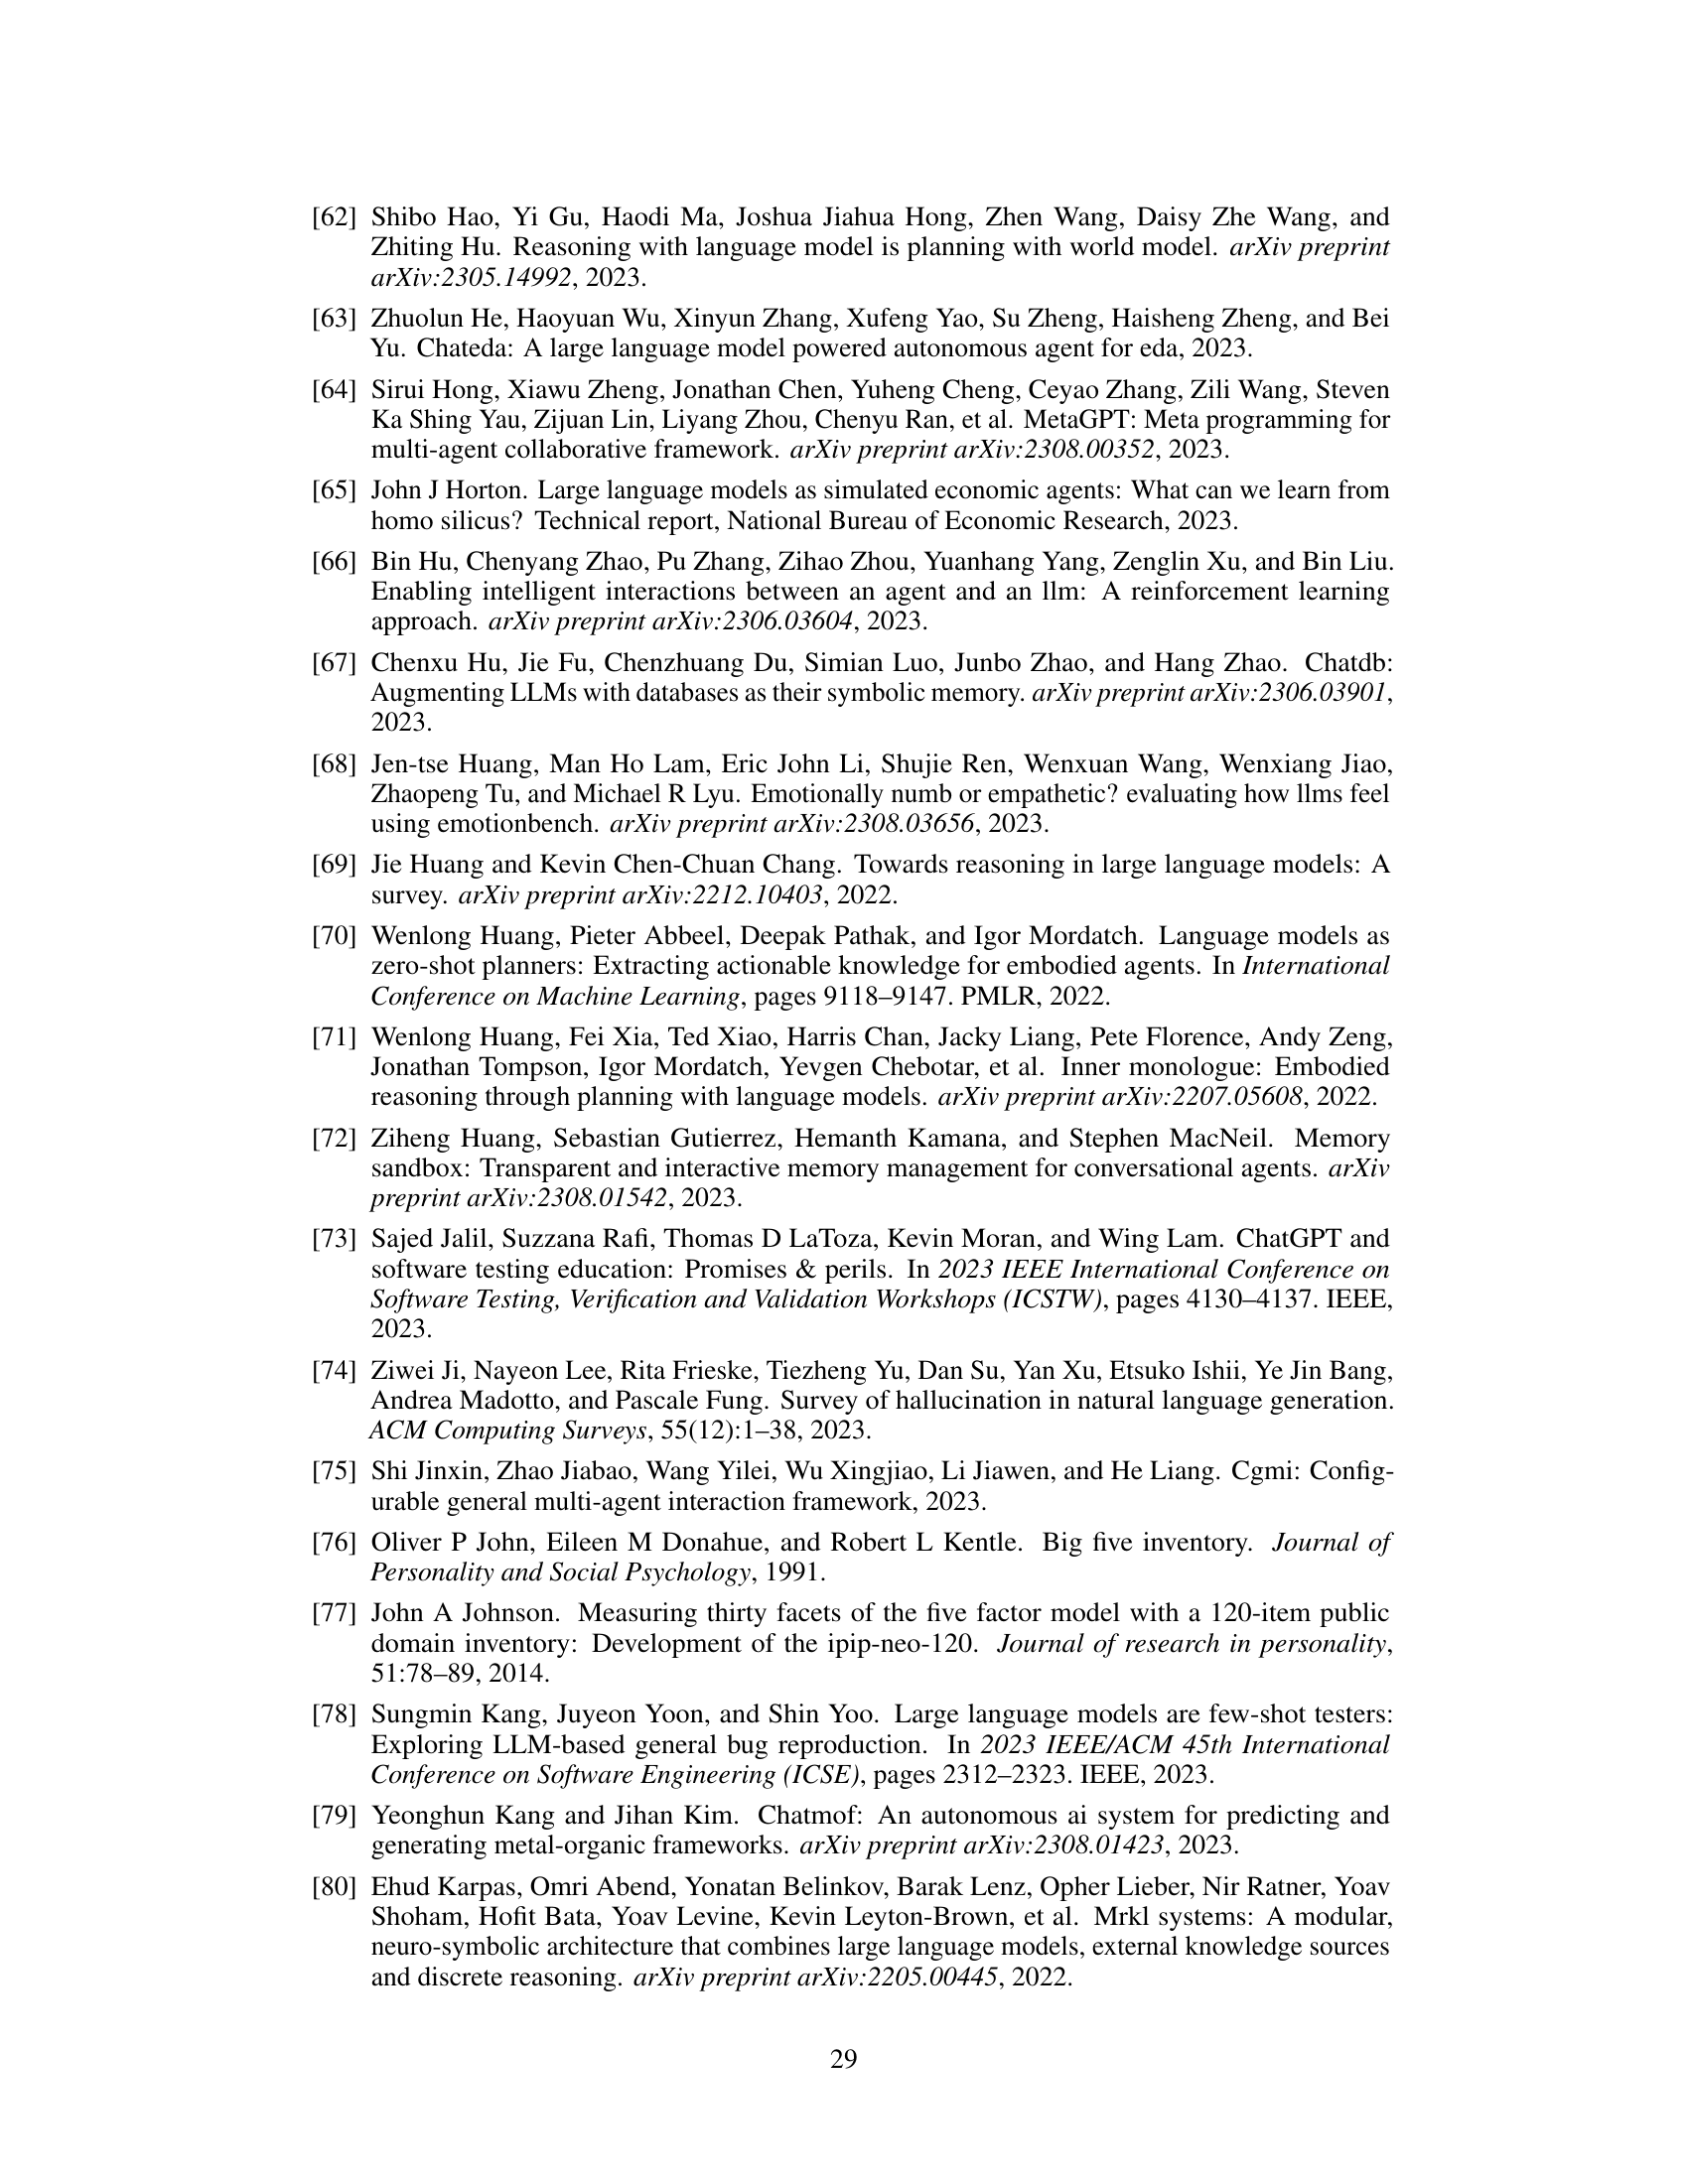 [62] Shibo Hao, Yi Gu, Haodi Ma, Joshua Jiahua Hong, Zhen Wang, Daisy Zhe Wang, and
Zhiting Hu. Reasoning with language model is planning with world model. arXiv preprint
arXiv:2305.14992, 2023.
[63] Zhuolun He, Haoyuan Wu, Xinyun Zhang, Xufeng Yao, Su Zheng, Haisheng Zheng, and Bei
Yu. Chateda: A large language model powered autonomous agent for eda, 2023.
[64] Sirui Hong, Xiawu Zheng, Jonathan Chen, Yuheng Cheng, Ceyao Zhang, Zili Wang, Steven
Ka Shing Yau, Zijuan Lin, Liyang Zhou, Chenyu Ran, et al. MetaGPT: Meta programming for
multi-agent collaborative framework. arXiv preprint arXiv:2308.00352, 2023.
[65] John J Horton. Large language models as simulated economic agents: What can we learn from
homo silicus? Technical report, National Bureau of Economic Research, 2023.
[66] Bin Hu, Chenyang Zhao, Pu Zhang, Zihao Zhou, Yuanhang Yang, Zenglin Xu, and Bin Liu.
Enabling intelligent interactions between an agent and an llm: A reinforcement learning
approach. arXiv preprint arXiv:2306.03604, 2023.
[67] Chenxu Hu, Jie Fu, Chenzhuang Du, Simian Luo, Junbo Zhao, and Hang Zhao. Chatdb:
Augmenting LLMs with databases as their symbolic memory. arXiv preprint arXiv:2306.03901,
2023.
[68] Jen-tse Huang, Man Ho Lam, Eric John Li, Shujie Ren, Wenxuan Wang, Wenxiang Jiao,
Zhaopeng Tu, and Michael R Lyu. Emotionally numb or empathetic? evaluating how llms feel
using emotionbench. arXiv preprint arXiv:2308.03656, 2023.
[69] Jie Huang and Kevin Chen-Chuan Chang. Towards reasoning in large language models: A
survey. arXiv preprint arXiv:2212.10403, 2022.
[70] Wenlong Huang, Pieter Abbeel, Deepak Pathak, and Igor Mordatch. Language models as
zero-shot planners: Extracting actionable knowledge for embodied agents. In International
Conference on Machine Learning, pages 9118–9147. PMLR, 2022.
[71] Wenlong Huang, Fei Xia, Ted Xiao, Harris Chan, Jacky Liang, Pete Florence, Andy Zeng,
Jonathan Tompson, Igor Mordatch, Yevgen Chebotar, et al. Inner monologue: Embodied
reasoning through planning with language models. arXiv preprint arXiv:2207.05608, 2022.
[72] Ziheng Huang, Sebastian Gutierrez, Hemanth Kamana, and Stephen MacNeil. Memory
sandbox: Transparent and interactive memory management for conversational agents. arXiv
preprint arXiv:2308.01542, 2023.
[73] Sajed Jalil, Suzzana Rafi, Thomas D LaToza, Kevin Moran, and Wing Lam. ChatGPT and
software testing education: Promises & perils. In 2023 IEEE International Conference on
Software Testing, Verification and Validation Workshops (ICSTW), pages 4130–4137. IEEE,
2023.
[74] Ziwei Ji, Nayeon Lee, Rita Frieske, Tiezheng Yu, Dan Su, Yan Xu, Etsuko Ishii, Ye Jin Bang,
Andrea Madotto, and Pascale Fung. Survey of hallucination in natural language generation.
ACM Computing Surveys, 55(12):1–38, 2023.
[75] Shi Jinxin, Zhao Jiabao, Wang Yilei, Wu Xingjiao, Li Jiawen, and He Liang. Cgmi: Config-
urable general multi-agent interaction framework, 2023.
[76] Oliver P John, Eileen M Donahue, and Robert L Kentle. Big five inventory. Journal of
Personality and Social Psychology, 1991.
[77] John A Johnson. Measuring thirty facets of the five factor model with a 120-item public
domain inventory: Development of the ipip-neo-120. Journal of research in personality,
51:78–89, 2014.
[78] Sungmin Kang, Juyeon Yoon, and Shin Yoo. Large language models are few-shot testers:
Exploring LLM-based general bug reproduction. In 2023 IEEE/ACM 45th International
Conference on Software Engineering (ICSE), pages 2312–2323. IEEE, 2023.
[79] Yeonghun Kang and Jihan Kim. Chatmof: An autonomous ai system for predicting and
generating metal-organic frameworks. arXiv preprint arXiv:2308.01423, 2023.
[80] Ehud Karpas, Omri Abend, Yonatan Belinkov, Barak Lenz, Opher Lieber, Nir Ratner, Yoav
Shoham, Hofit Bata, Yoav Levine, Kevin Leyton-Brown, et al. Mrkl systems: A modular,
neuro-symbolic architecture that combines large language models, external knowledge sources
and discrete reasoning. arXiv preprint arXiv:2205.00445, 2022.
29